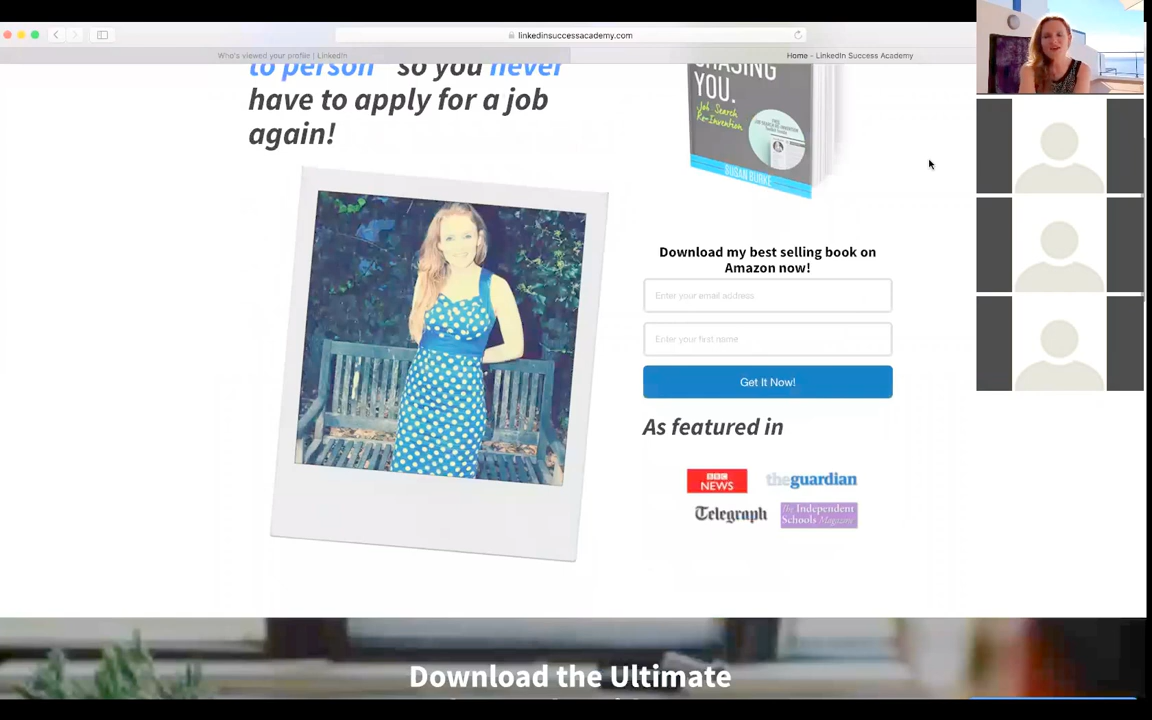 linkedinsuccessacademy.com
Who's viewed your profile | LinkedIn
Home - LinkedIn Success Academy
to person" so you never
have to apply for a job
again!
CHASING
YOU.
Job Search
Re-Invention
SUSAN BURKE
Download my best selling book on
Amazon now!
Enter your email address
Enter your first name
Get It Now!
As featured in
BBC
NEWS
theguardian
Telegraph
The Independent
Schools Magazine
Download the Ultimate